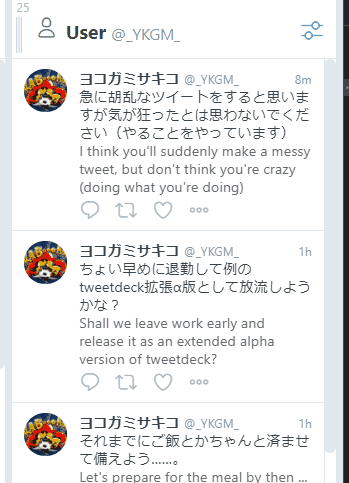 25
User @_YKGM_
ヨコガミサキコ @_YKGM_ 8m
急に胡乱なツイートをすると思いま
すが気が狂ったとは思わないでくだ
さい（やることをやっています）
I think you'll suddenly make a messy
tweet, but don't think you're crazy
(doing what you're doing)
ヨコガミサキコ @_YKGM_ 1h
ちょい早めに退勤して例の
tweetdeck拡張α版として放流しよう
かな？
Shall we leave work early and
release it as an extended alpha
version of tweetdeck?
ヨコガミサキコ @_YKGM_ 1h
それまでにご飯とかちゃんと済ませ
て備えよう……。
Let's prepare for the meal by then ...